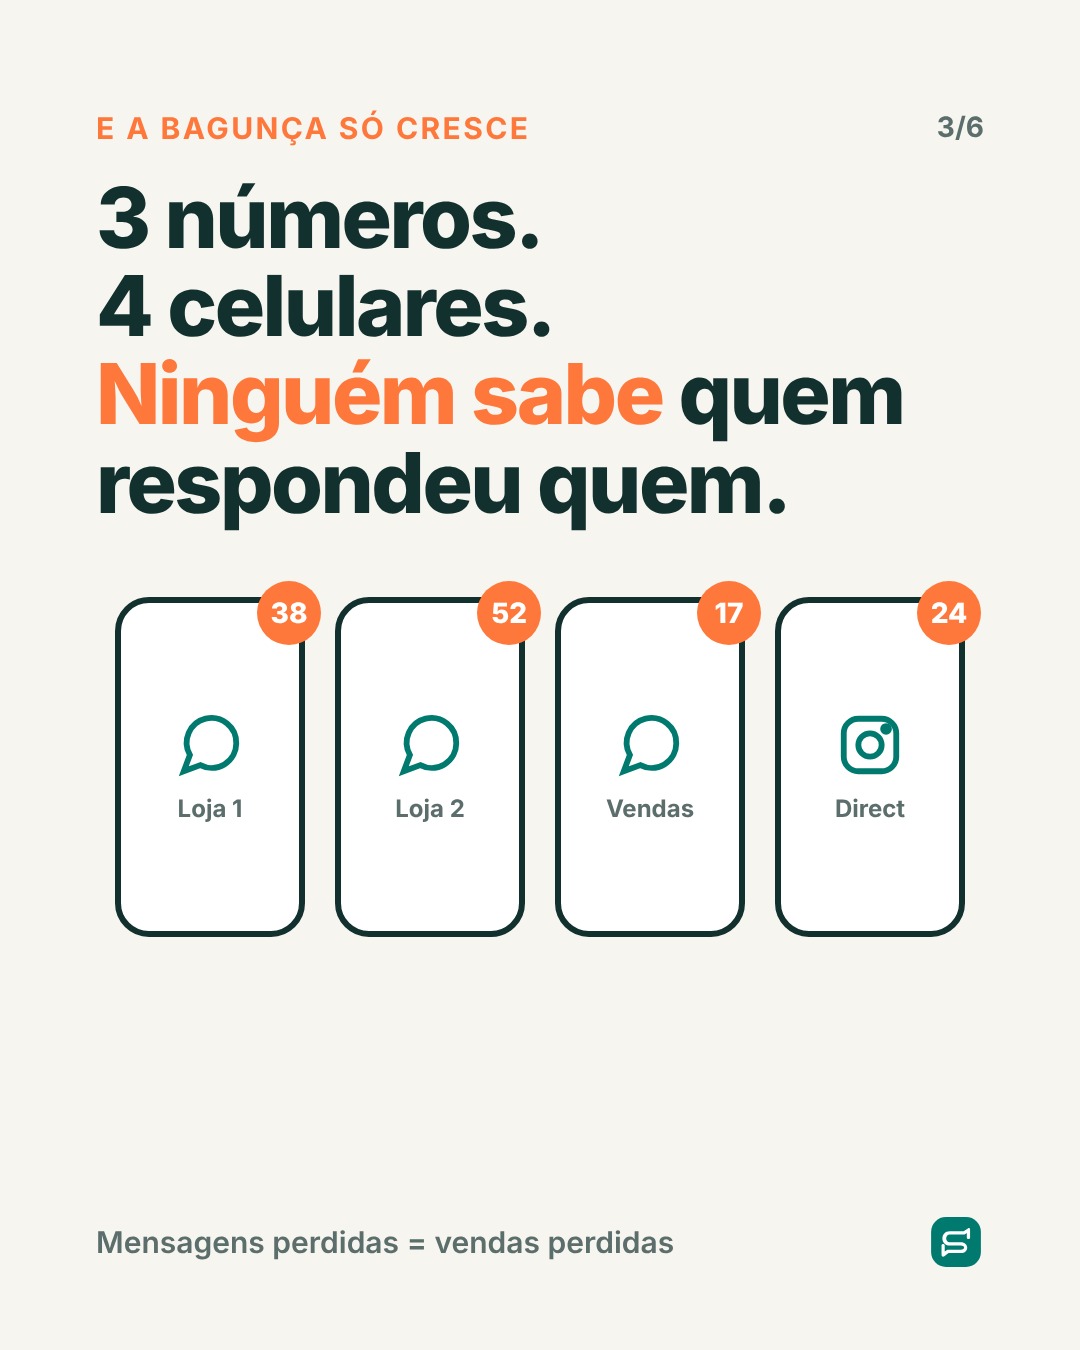 E A BAGUNÇA SÓ CRESCE
3/6
3 números.
4 celulares.
Ninguém sabe quem
respondeu quem.
38
52
17
24
Loja 1
Loja 2
Vendas
Direct
Mensagens perdidas = vendas perdidas